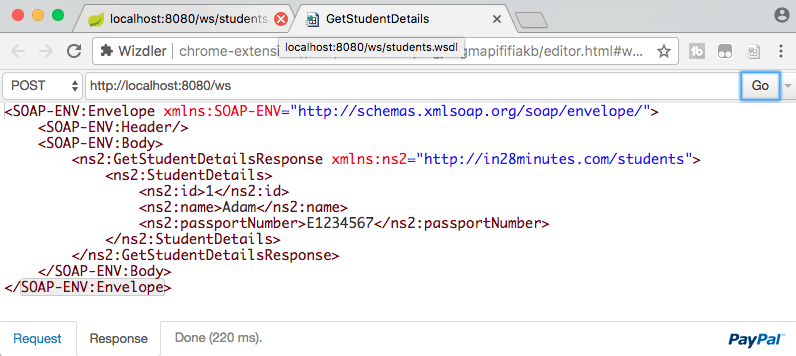 localhost:8080/ws/students.
GetStudentDetails
Wizdler
chrome-extension
gmapififiakb/editor.html#w...
localhost:8080/ws/students.wsdl
POST
http://localhost:8080/ws
Go
<SOAP-ENV:Envelope xmlns:SOAP-ENV="http://schemas.xmlsoap.org/soap/envelope/">
<SOAP-ENV:Header/>
<SOAP-ENV:Body>
<ns2:GetStudentDetailsResponse xmlns:ns2="http://in28minutes.com/students">
<ns2:StudentDetails>
<ns2:id>1</ns2:id>
<ns2:name>Adam</ns2:name>
<ns2:passportNumber>E1234567</ns2:passportNumber>
</ns2:StudentDetails>
</ns2:GetStudentDetailsResponse>
</SOAP-ENV:Body>
</SOAP-ENV:Envelope>
Request
Response
Done (220 ms).
PayPal